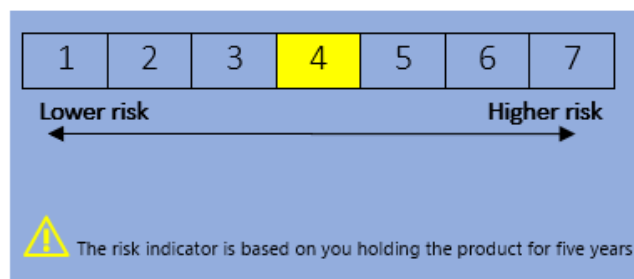 1 2 3 4 5 6 7
Lower risk Higher risk
The risk indicator is based on you holding the product for five years